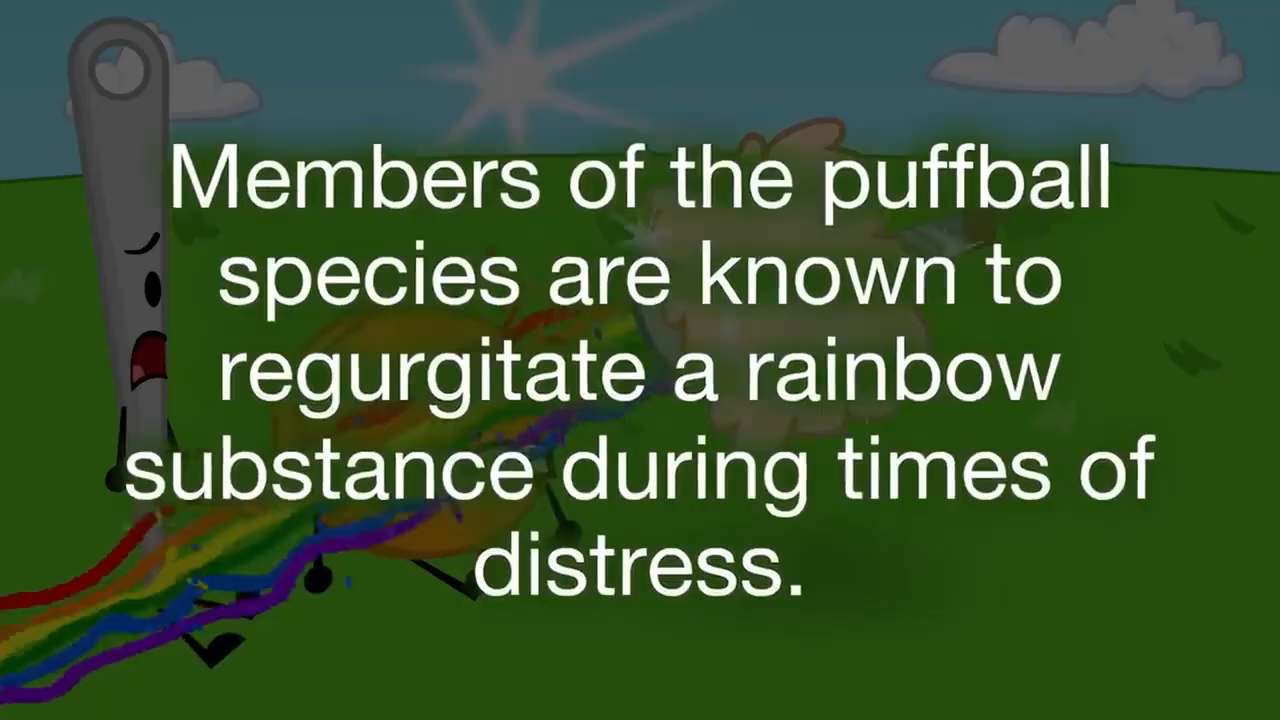 Members of the puffball
species are known to
regurgitate a rainbow
substance during times of
distress.